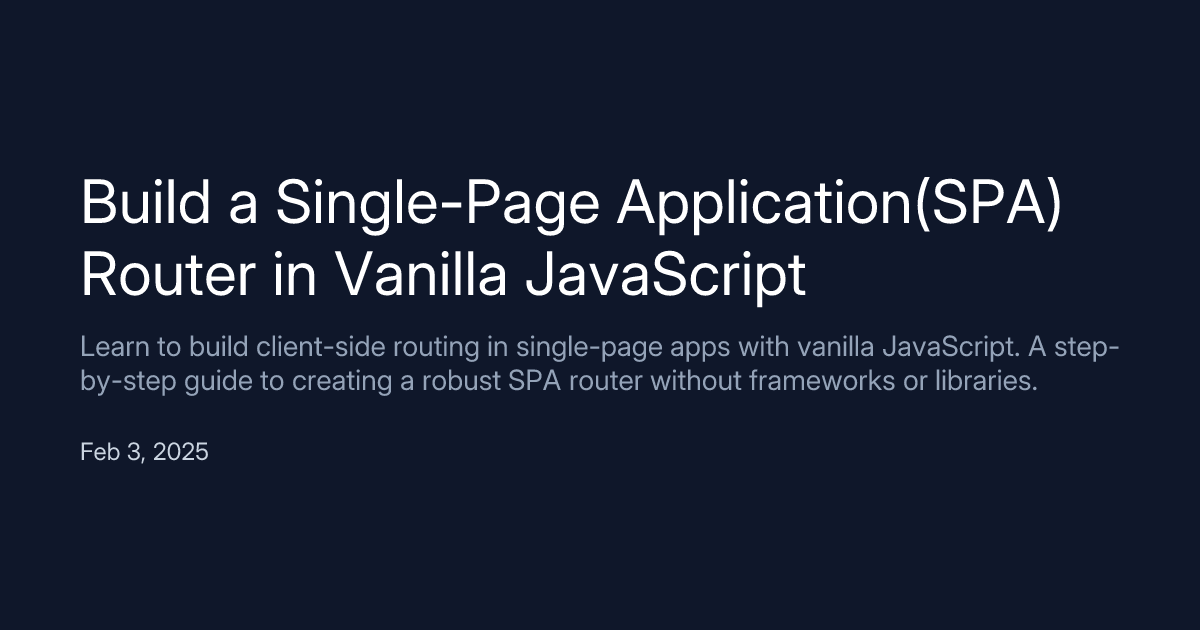 Build a Single-Page Application(SPA)
Router in Vanilla JavaScript
Learn to build client-side routing in single-page apps with vanilla JavaScript. A step-
by-step guide to creating a robust SPA router without frameworks or libraries.
Feb 3, 2025